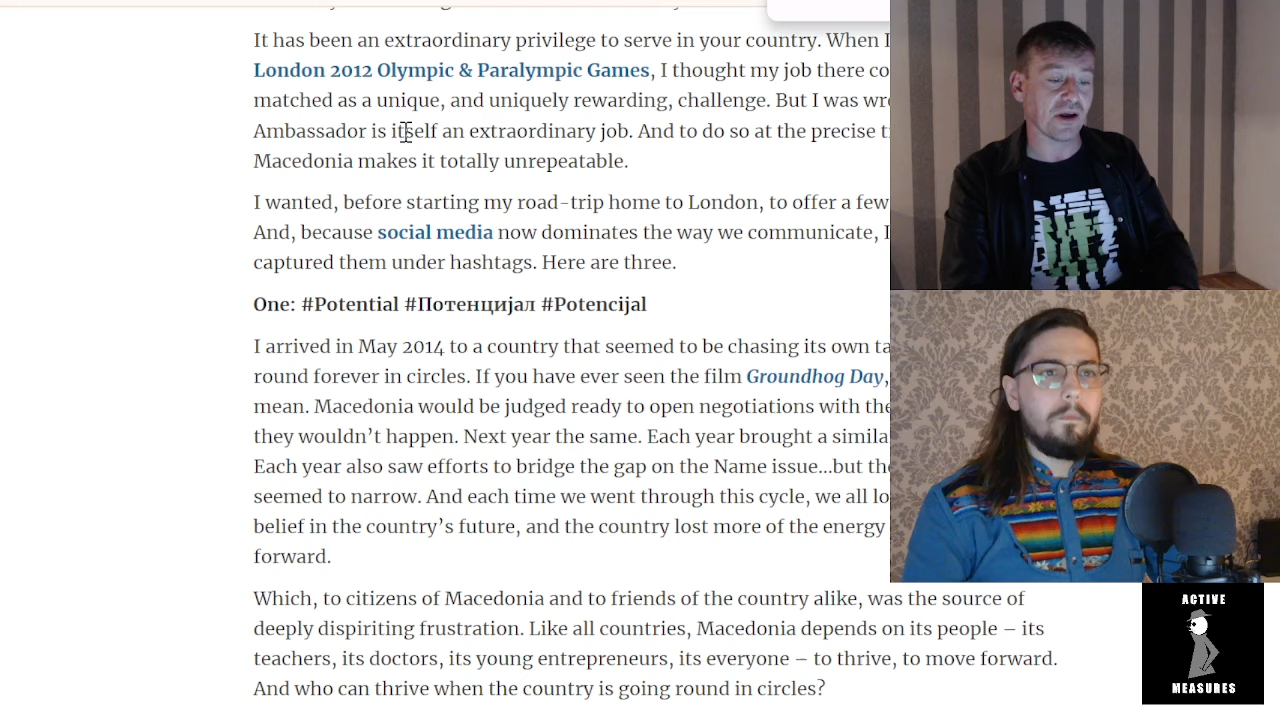 It has been an extraordinary privilege to serve in your country. When I
London 2012 Olympic & Paralympic Games, I thought my job there co
matched as a unique, and uniquely rewarding, challenge. But I was wr
Ambassador is itself an extraordinary job. And to do so at the precise t
Macedonia makes it totally unrepeatable.
I wanted, before starting my road-trip home to London, to offer a few
And, because social media now dominates the way we communicate, I
captured them under hashtags. Here are three.
One: #Potential #Потенцијал #Potencijal
I arrived in May 2014 to a country that seemed to be chasing its own ta
round forever in circles. If you have ever seen the film Groundhog Day,
mean. Macedonia would be judged ready to open negotiations with the
they wouldn’t happen. Next year the same. Each year brought a simila
Each year also saw efforts to bridge the gap on the Name issue…but the
seemed to narrow. And each time we went through this cycle, we all lo
belief in the country’s future, and the country lost more of the energy
forward.
Which, to citizens of Macedonia and to friends of the country alike, was the source of
deeply dispiriting frustration. Like all countries, Macedonia depends on its people – its
teachers, its doctors, its young entrepreneurs, its everyone – to thrive, to move forward.
And who can thrive when the country is going round in circles?
ACTIVE
MEASURES